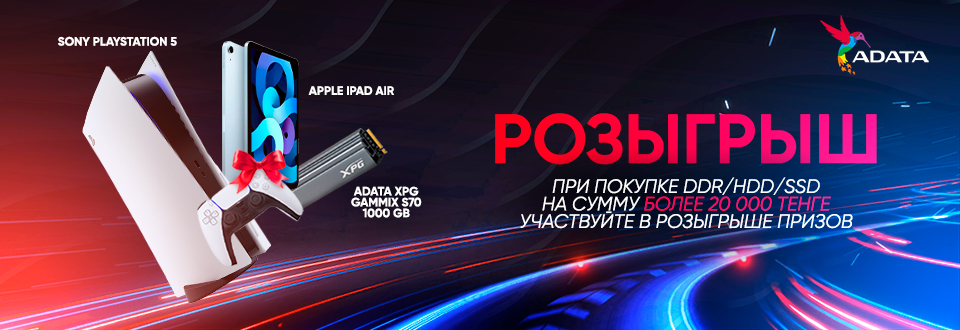 SONY PLAYSTATION 5
APPLE IPAD AIR
XPG
ADATA XPG
GAMMIX S70
1000 GB
ADATA
РОЗЫГРЫШ
ПРИ ПОКУПКЕ DDR/HDD/SSD
НА СУММУ БОЛЕЕ 20 000 ТЕНГЕ
УЧАСТВУЙТЕ В РОЗЫГРЫШЕ ПРИЗОВ